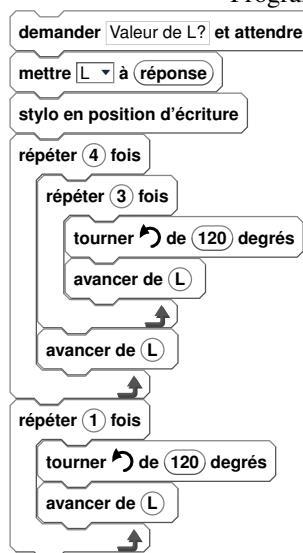 Progra
demander Valeur de L? et attendre
mettre L à réponse
stylo en position d’écriture
répéter 4 fois
répéter 3 fois
tourner de 120 degrés
avancer de L
avancer de L
répéter 1 fois
tourner de 120 degrés
avancer de L